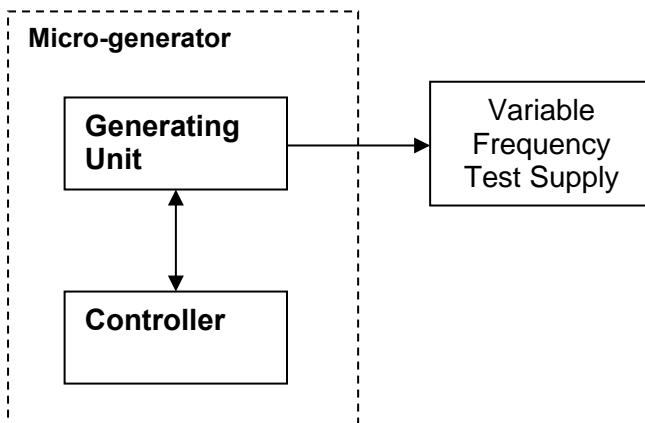 Micro-generator
Generating
Unit
Variable
Frequency
Test Supply
Controller